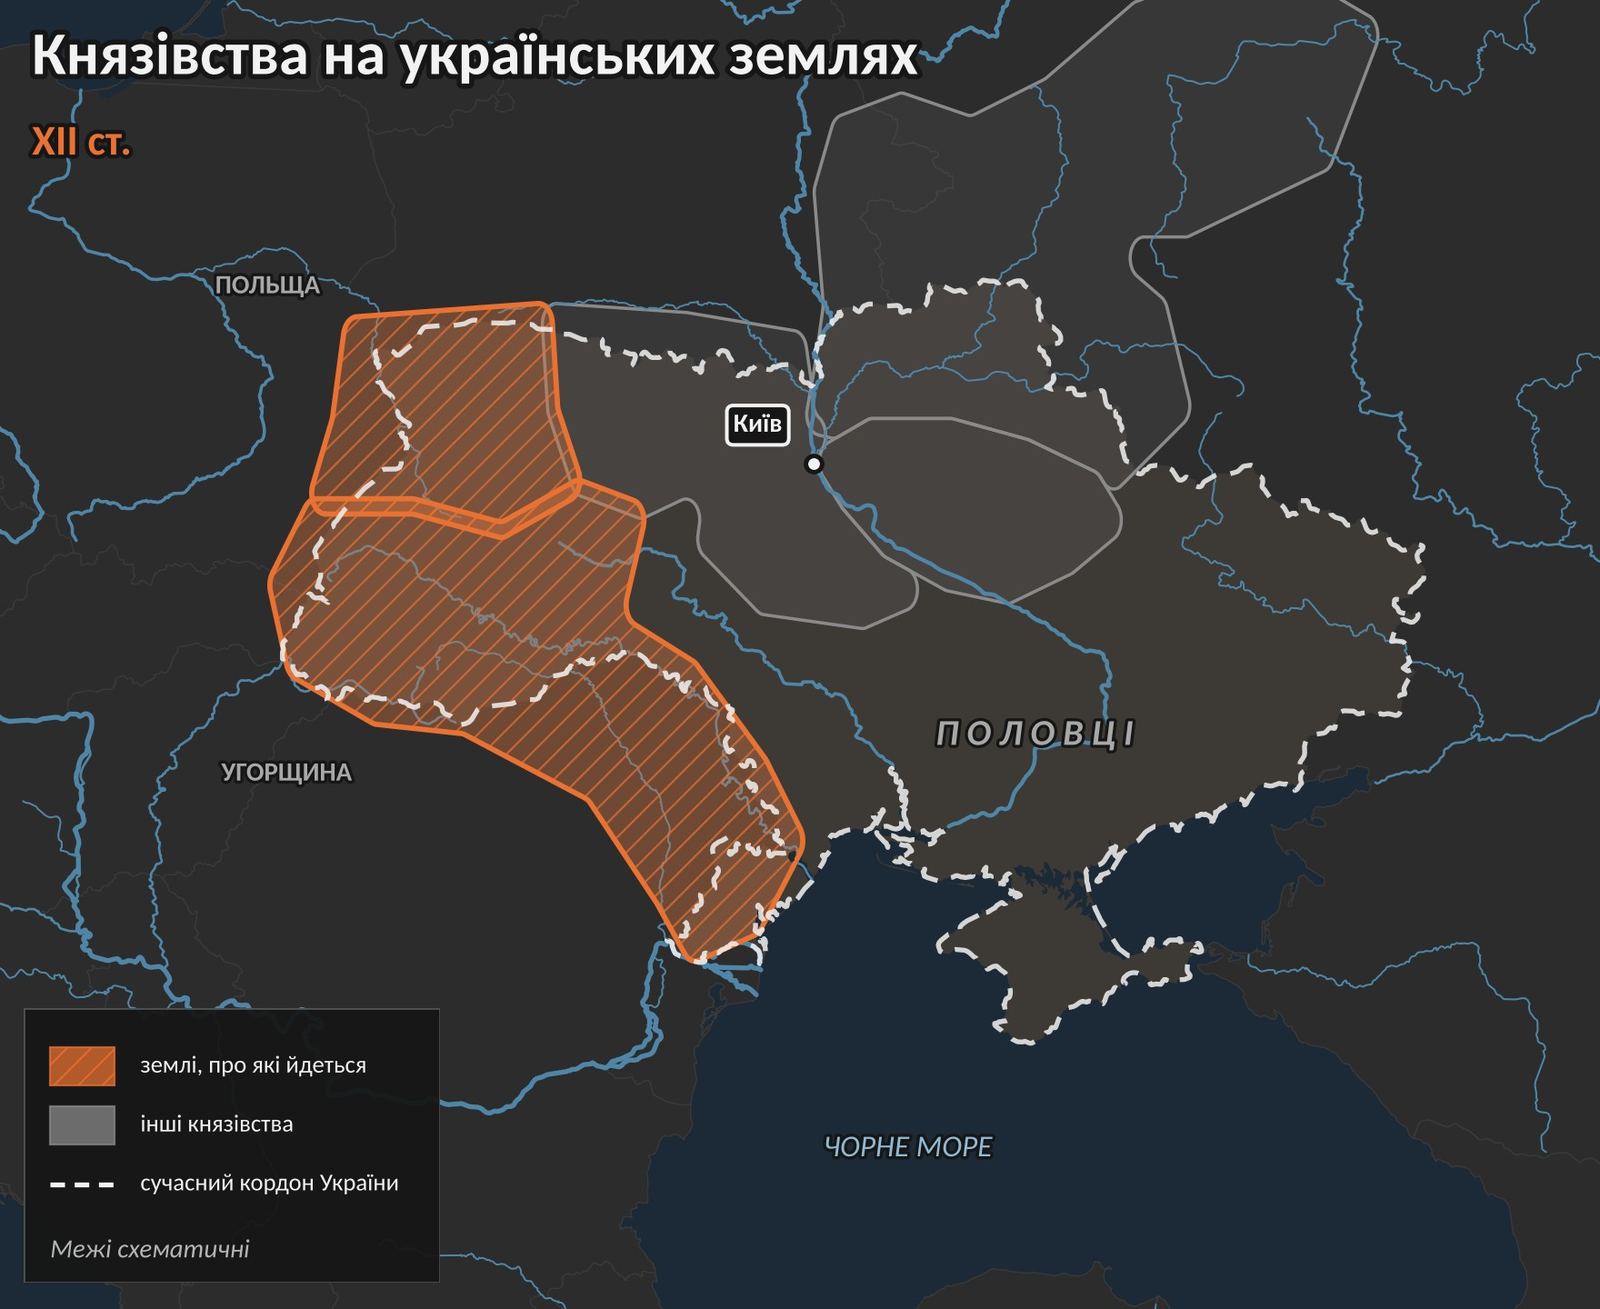 Князівства на українських землях
XII ст.
ПОЛЬЩА
Київ
ПОЛОВЦІ
УГОРЩИНА
ЧОРНЕ МОРЕ
землі, про які йдеться
інші князівства
сучасний кордон України
Межі схематичні